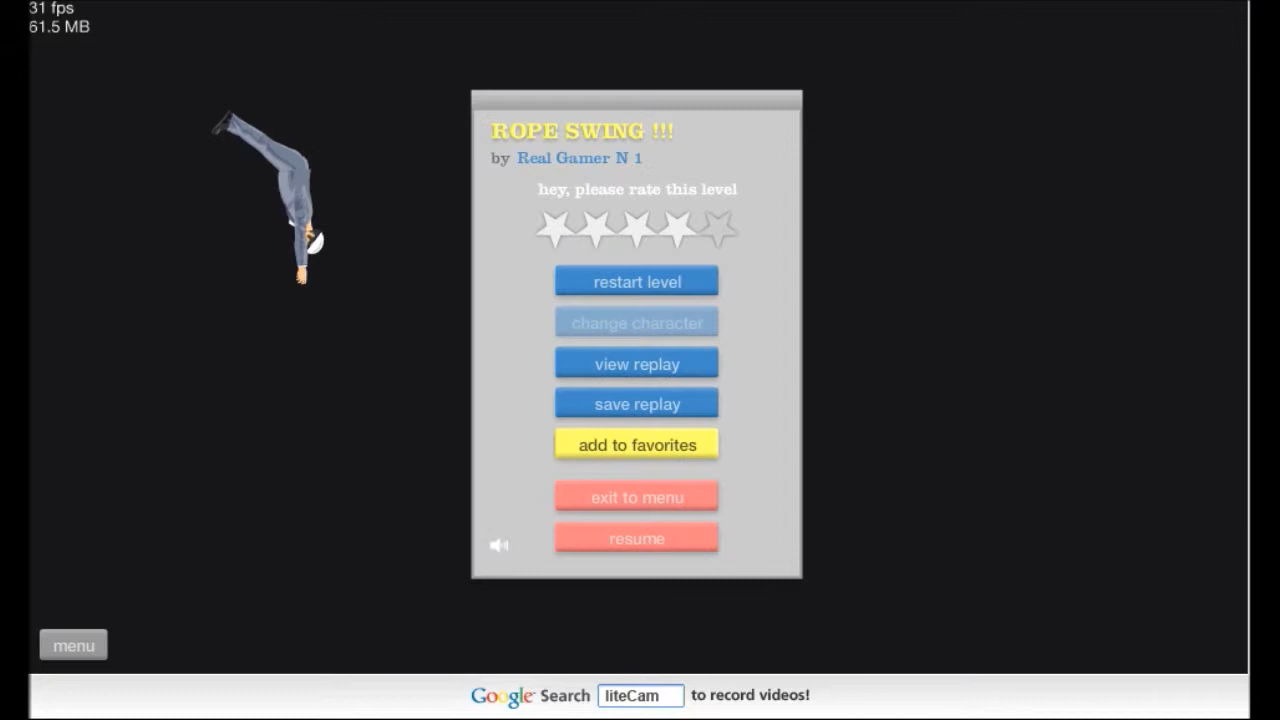 31 fps
61.5 MB
ROPE SWING !!!
by Real Gamer N 1
hey, please rate this level
restart level
change character
view replay
save replay
add to favorites
exit to menu
resume
menu
Google Search liteCam to record videos!